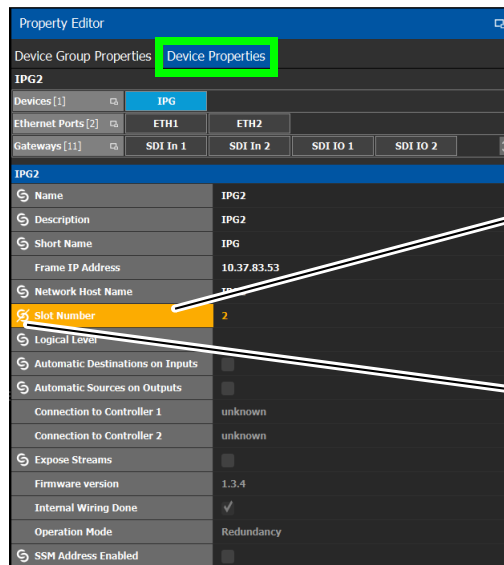 Property Editor
Device Group Properties Device Properties
IPG2
Devices [1] IPG
Ethernet Ports [2] ETH1 ETH2
Gateways [11] SDI In 1 SDI In 2 SDI IO 1 SDI IO 2
IPG2
Name IPG2
Description IPG2
Short Name IPG
Frame IP Address 10.37.83.53
Network Host Name
Slot Number 2
Logical Level
Automatic Destinations on Inputs
Automatic Sources on Outputs
Connection to Controller 1 unknown
Connection to Controller 2 unknown
Expose Streams
Firmware version 1.3.4
Internal Wiring Done
Operation Mode Redundancy
SSM Address Enabled